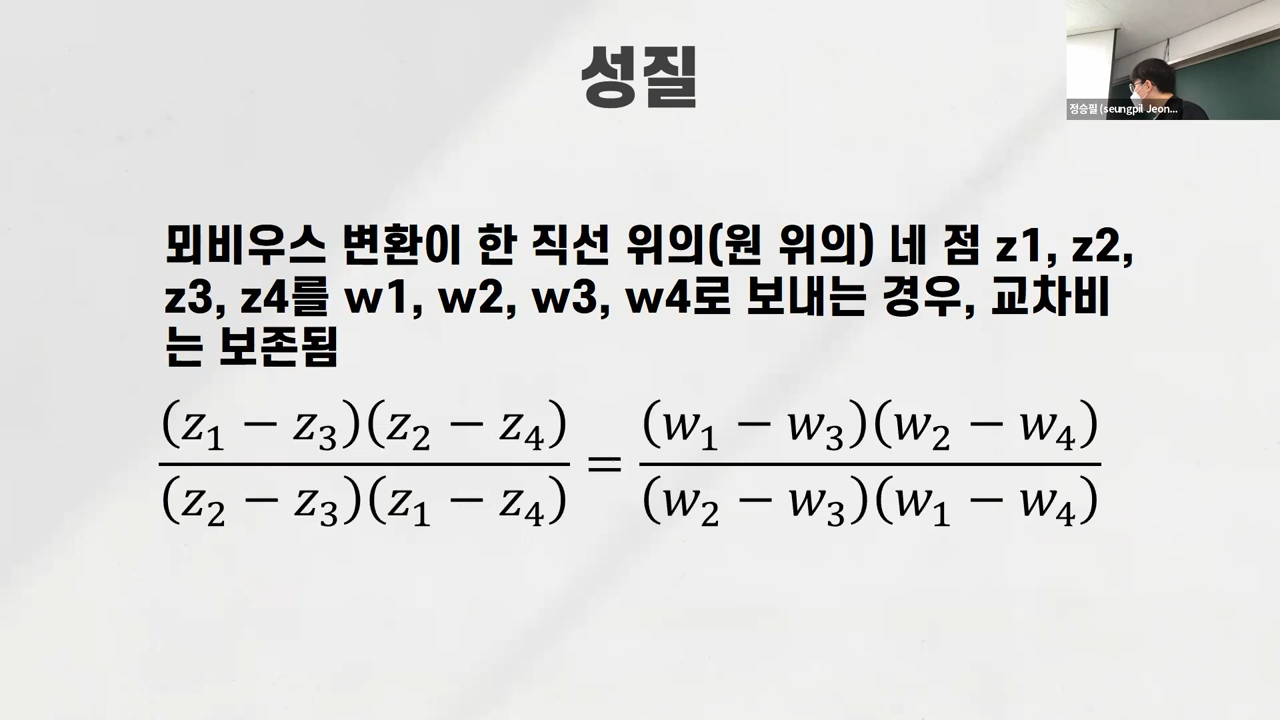 성질
정승필 (seungpil Jeon...
뫼비우스 변환이 한 직선 위의(원 위의) 네 점 z1, z2,
z3, z4를 w1, w2, w3, w4로 보내는 경우, 교차비
는 보존됨
(z₁ − z₃)(z₂ − z₄) / (z₂ − z₃)(z₁ − z₄) = (w₁ − w₃)(w₂ − w₄) / (w₂ − w₃)(w₁ − w₄)